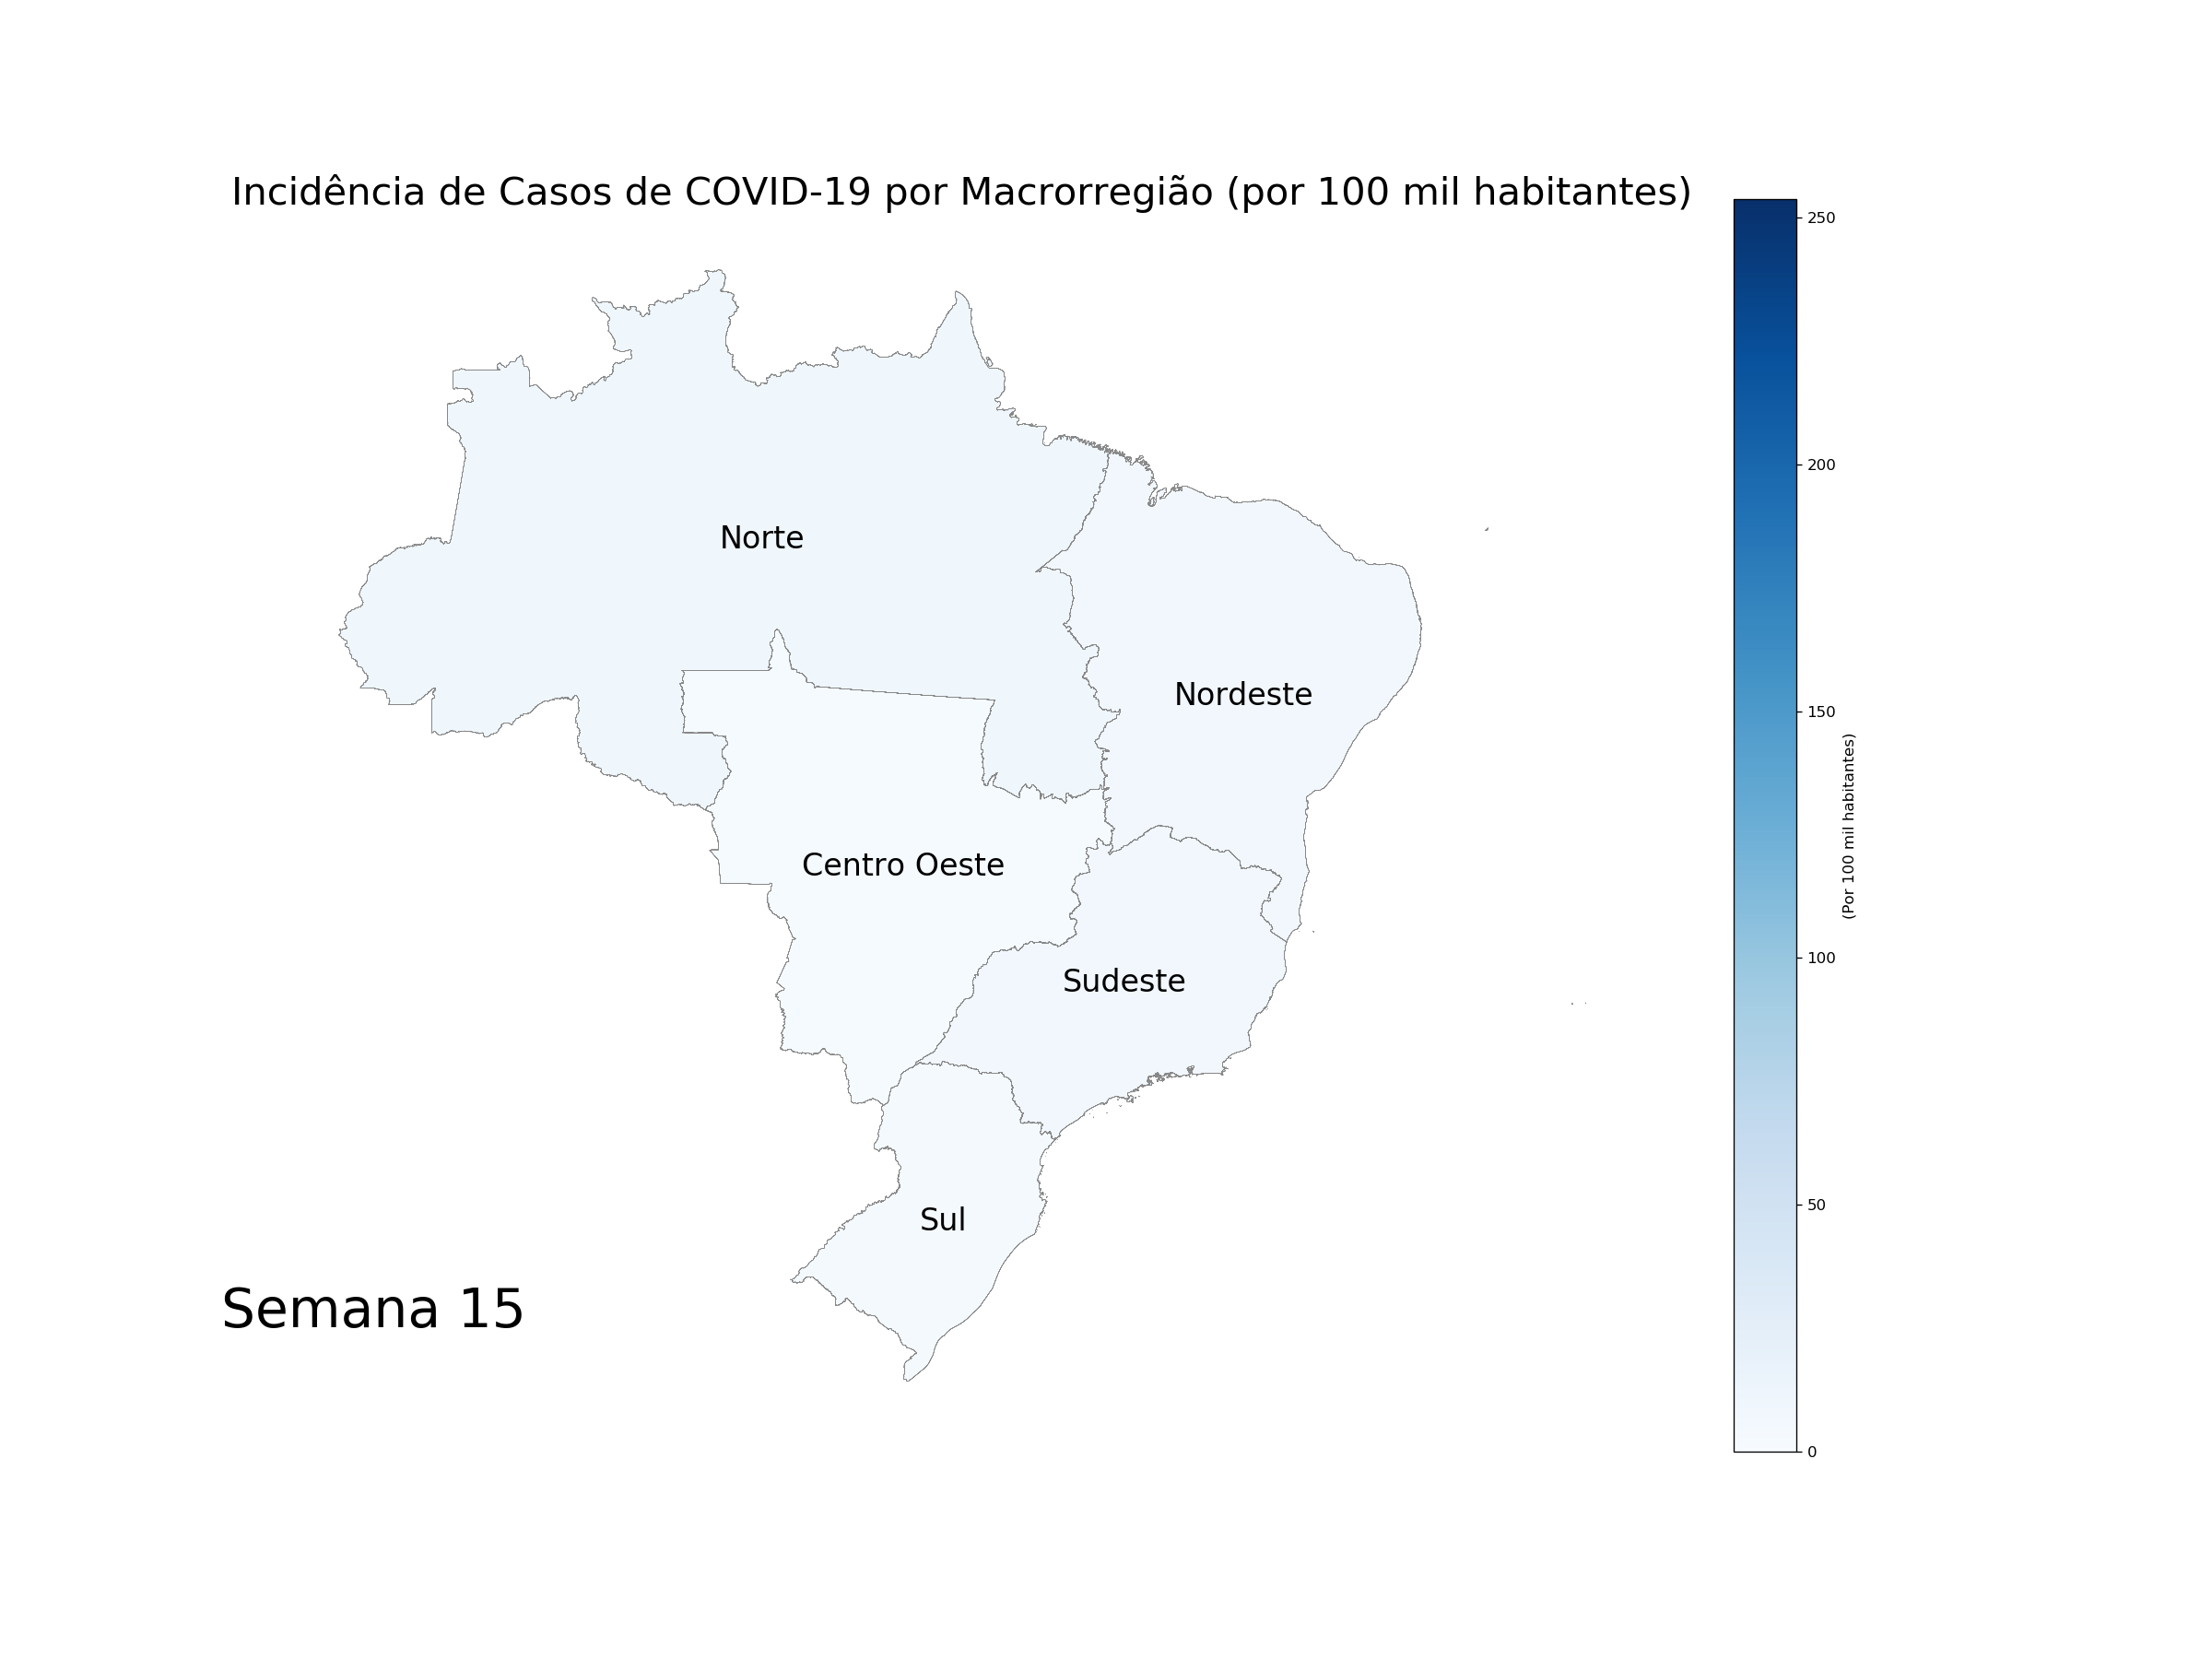 Incidência de Casos de COVID-19 por Macrorregião (por 100 mil habitantes)
250
200
150
100
50
0
(Por 100 mil habitantes)
Norte
Nordeste
Centro Oeste
Sudeste
Sul
Semana 15